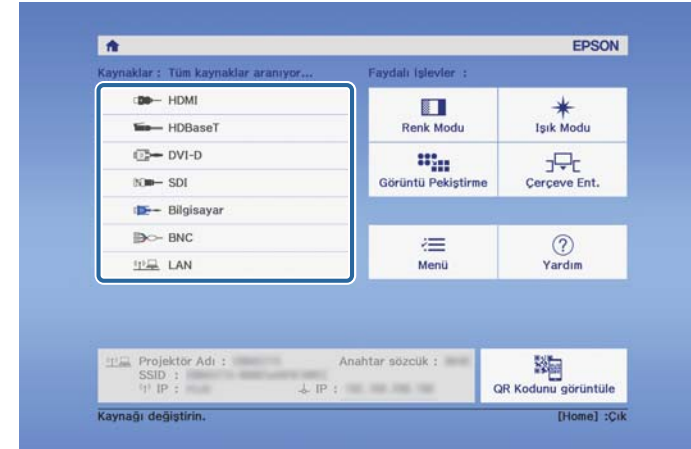 EPSON
Kaynaklar : Tüm kaynaklar aranıyor...
HDMI
HDBaseT
DVI-D
SDI
Bilgisayar
BNC
LAN
Faydalı İşlevler :
Renk Modu
Işık Modu
Görüntü Pekiştirme
Çerçeve Ent.
Menü
Yardım
Projektör Adı :
Anahtar sözcük :
SSID :
IP :
IP :
QR Kodunu görüntüle
Kaynağı değiştirin.
[Home] :Çık